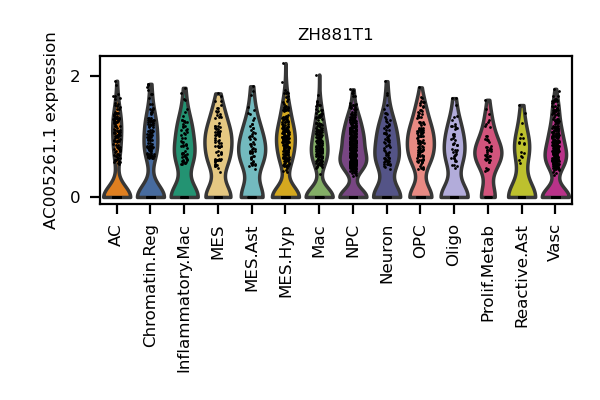 ZH881T1
AC005261.1 expression
2
0
AC
Chromatin.Reg
Inflammatory.Mac
MES
MES.Ast
MES.Hyp
Mac
NPC
Neuron
OPC
Oligo
Prolif.Metab
Reactive.Ast
Vasc